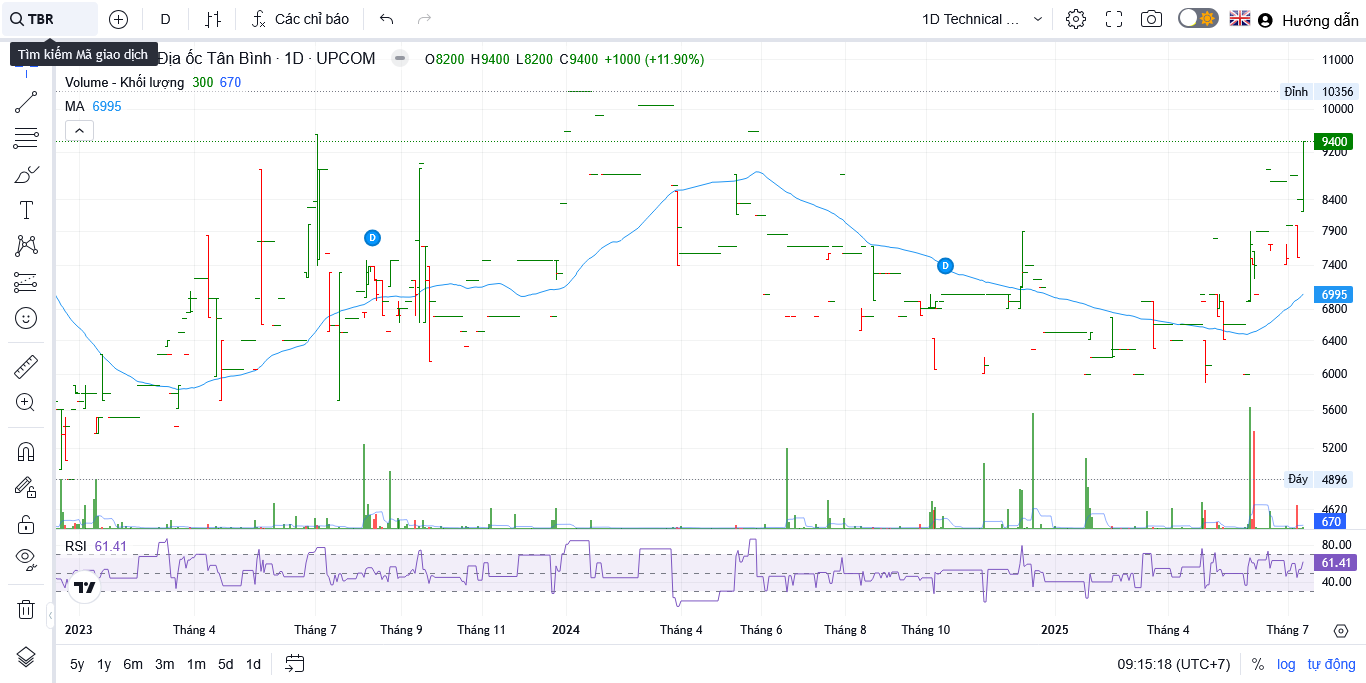 TBR D Các chỉ báo 1D Technical ... Hướng dẫn
Tìm kiếm Mã giao dịch
Địa ốc Tân Bình · 1D · UPCOM O8200 H9400 L8200 C9400 +1000 (+11.90%)
Volume - Khối lượng 300 670
MA 6995
11000
Đỉnh 10356
10000
9400
9200
8400
7900
7400
6995
6800
6400
6000
5600
5200
Đáy 4896
4620
670
D
D
RSI 61.41
80.00
61.41
40.00
2023 Tháng 4 Tháng 7 Tháng 9 Tháng 11 2024 Tháng 4 Tháng 6 Tháng 8 Tháng 10 2025 Tháng 4 Tháng 7
5y 1y 6m 3m 1m 5d 1d 09:15:18 (UTC+7) % log tự động